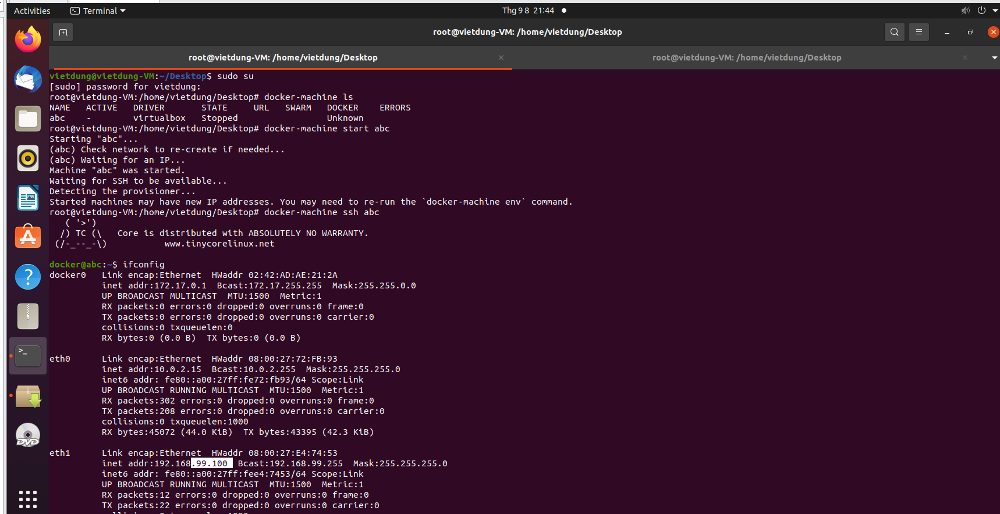 Activities Terminal Thg 9 8 21:44
root@vietdung-VM: /home/vietdung/Desktop
root@vietdung-VM: /home/vietdung/Desktop root@vietdung-VM: /home/vietdung/Desktop
vietdung@vietdung-VM:~/Desktop$ sudo su
[sudo] password for vietdung:
root@vietdung-VM:/home/vietdung/Desktop# docker-machine ls
NAME   ACTIVE   DRIVER       STATE     URL   SWARM   DOCKER    ERRORS
abc    -        virtualbox   Stopped                 Unknown
root@vietdung-VM:/home/vietdung/Desktop# docker-machine start abc
Starting "abc"...
(abc) Check network to re-create if needed...
(abc) Waiting for an IP...
Machine "abc" was started.
Waiting for SSH to be available...
Detecting the provisioner...
Started machines may have new IP addresses. You may need to re-run the `docker-machine env` command.
root@vietdung-VM:/home/vietdung/Desktop# docker-machine ssh abc
   ( '>')
  /) TC (\   Core is distributed with ABSOLUTELY NO WARRANTY.
 (/-_--_-\)           www.tinycorelinux.net
docker@abc:~$ ifconfig
docker0   Link encap:Ethernet  HWaddr 02:42:AD:AE:21:2A
          inet addr:172.17.0.1  Bcast:172.17.255.255  Mask:255.255.0.0
          UP BROADCAST MULTICAST  MTU:1500  Metric:1
          RX packets:0 errors:0 dropped:0 overruns:0 frame:0
          TX packets:0 errors:0 dropped:0 overruns:0 carrier:0
          collisions:0 txqueuelen:0
          RX bytes:0 (0.0 B)  TX bytes:0 (0.0 B)
eth0      Link encap:Ethernet  HWaddr 08:00:27:72:FB:93
          inet addr:10.0.2.15  Bcast:10.0.2.255  Mask:255.255.255.0
          inet6 addr: fe80::a00:27ff:fe72:fb93/64 Scope:Link
          UP BROADCAST RUNNING MULTICAST  MTU:1500  Metric:1
          RX packets:302 errors:0 dropped:0 overruns:0 frame:0
          TX packets:208 errors:0 dropped:0 overruns:0 carrier:0
          collisions:0 txqueuelen:1000
          RX bytes:45072 (44.0 KiB)  TX bytes:43395 (42.3 KiB)
eth1      Link encap:Ethernet  HWaddr 08:00:27:E4:74:53
          inet addr:192.168.99.100  Bcast:192.168.99.255  Mask:255.255.255.0
          inet6 addr: fe80::a00:27ff:fee4:7453/64 Scope:Link
          UP BROADCAST RUNNING MULTICAST  MTU:1500  Metric:1
          RX packets:12 errors:0 dropped:0 overruns:0 frame:0
          TX packets:22 errors:0 dropped:0 overruns:0 carrier:0